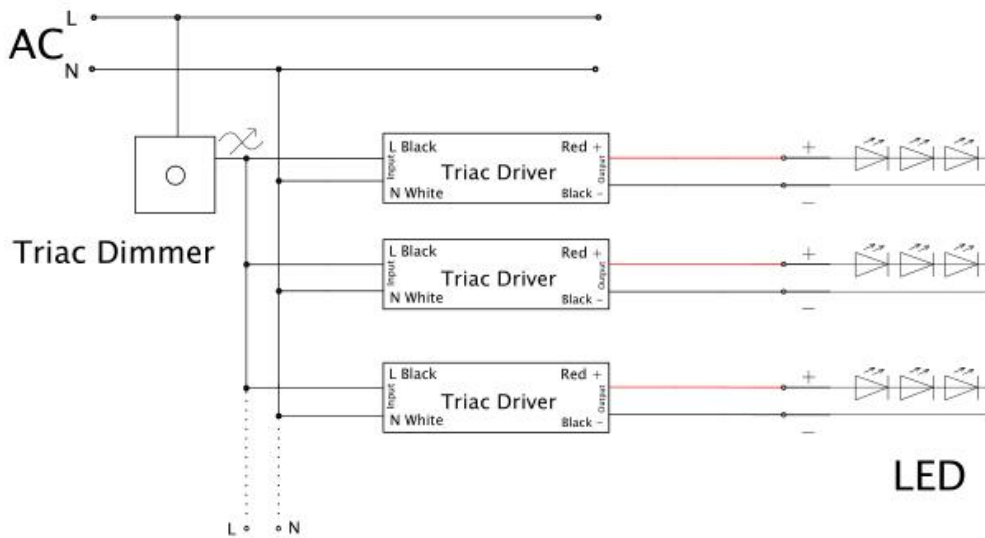 L
AC
N
L Black
Red +
Input
Triac Driver
Output
N White
Black -
Triac Dimmer
L Black
Red +
Input
Triac Driver
Output
N White
Black -
L Black
Red +
Input
Triac Driver
Output
N White
Black -
+
–
+
–
+
–
LED
L
N